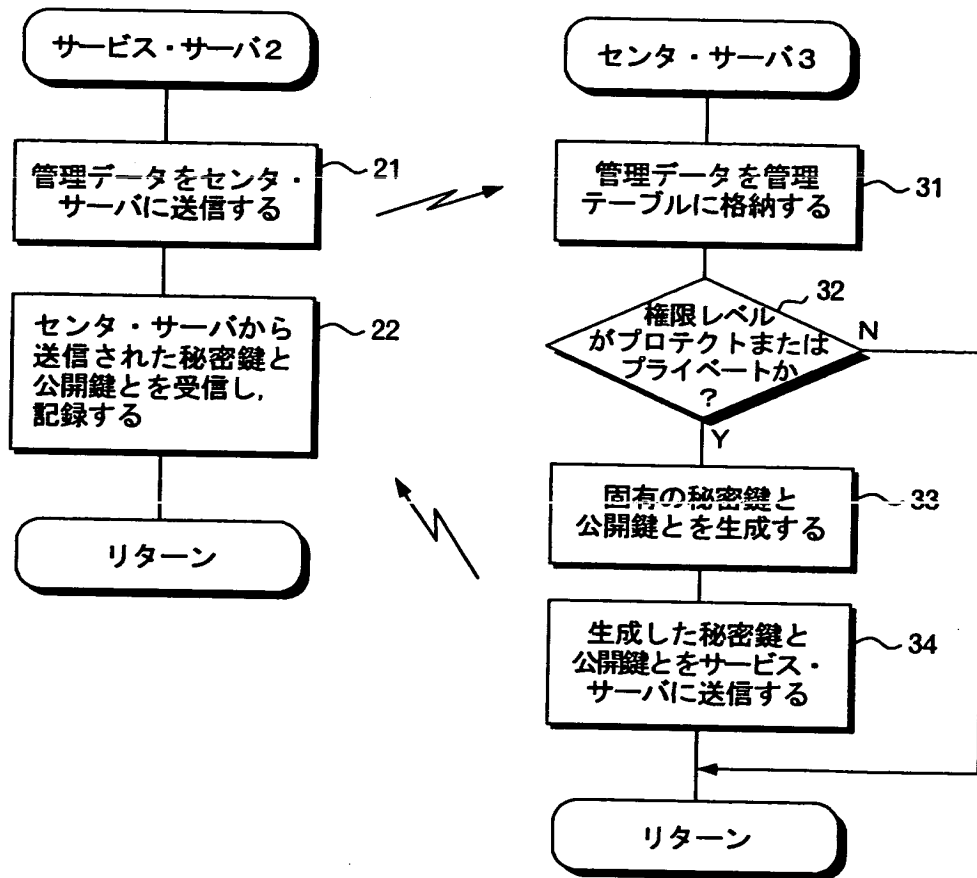 サービス・サーバ2
管理データをセンタ・
サーバに送信する
21
センタ・サーバから
送信された秘密鍵と
公開鍵とを受信し,
記録する
22
リターン
センタ・サーバ3
管理データを管理
テーブルに格納する
31
権限レベル
がプロテクトまたは
プライベートか
?
32
N
Y
固有の秘密鍵と
公開鍵とを生成する
33
生成した秘密鍵と
公開鍵とをサービス・
サーバに送信する
34
リターン